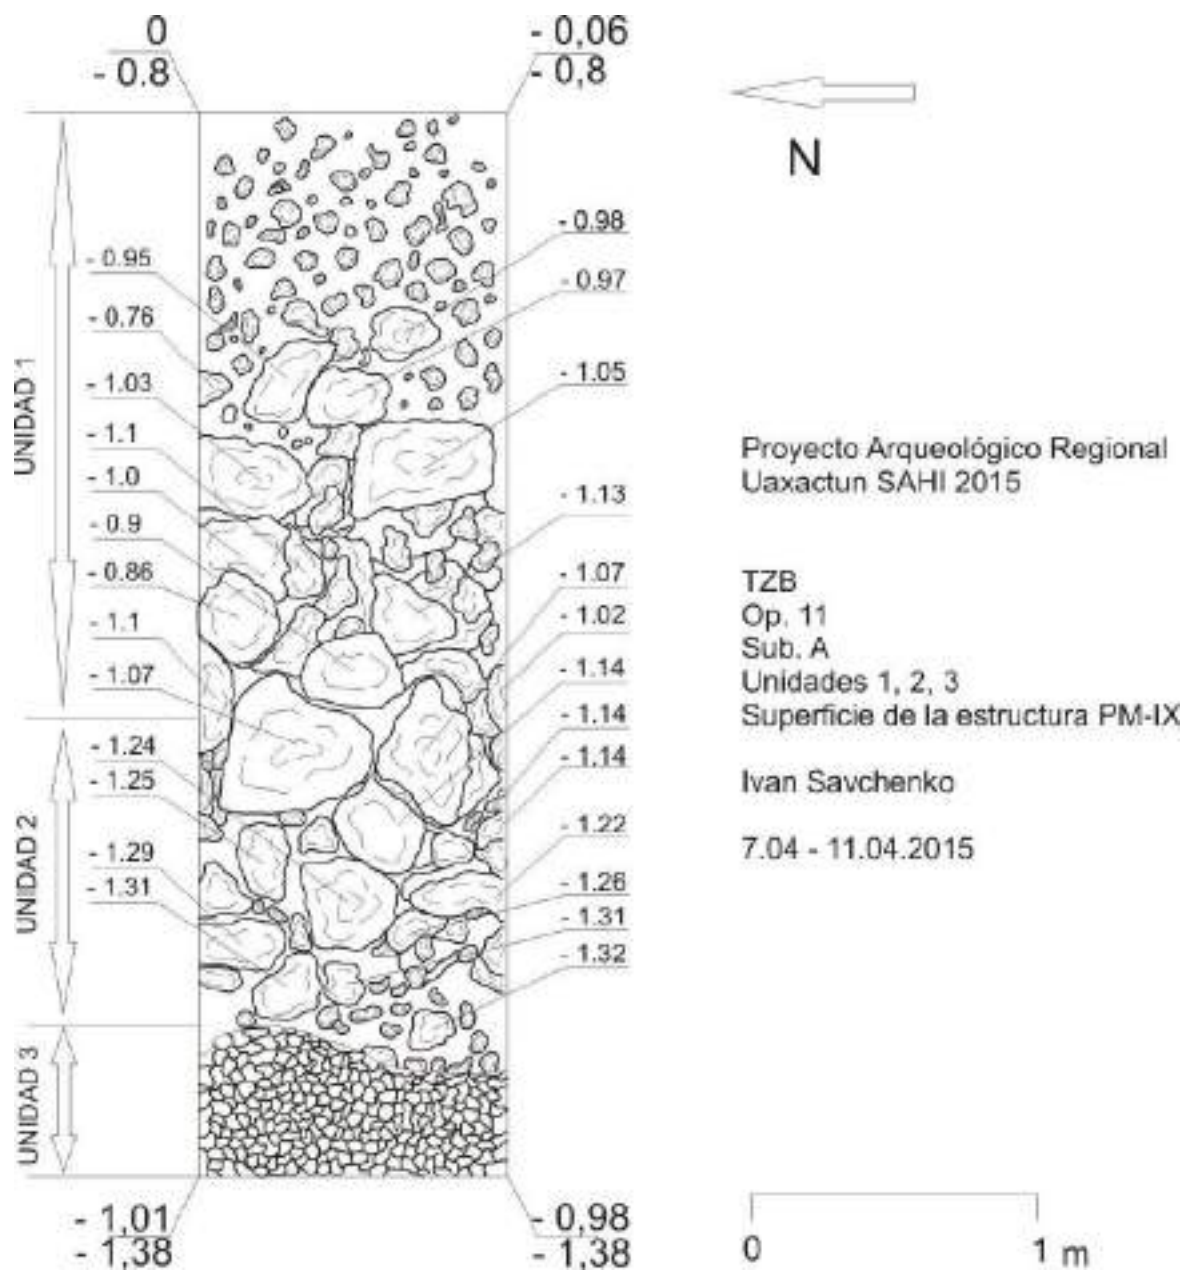 0
- 0.8
- 0,06
- 0,8
N
UNIDAD 1
UNIDAD 2
UNIDAD 3
- 0.95
- 0.76
- 1.03
- 1.1
- 1.0
- 0.9
- 0.86
- 1.1
- 1.07
- 1.24
- 1.25
- 1.29
- 1.31
- 0.98
- 0.97
- 1.05
- 1.13
- 1.07
- 1.02
- 1.14
- 1.14
- 1.14
- 1.22
- 1.26
- 1.31
- 1.32
- 1,01
- 1,38
- 0,98
- 1,38
Proyecto Arqueológico Regional
Uaxactun SAHI 2015
TZB
Op. 11
Sub. A
Unidades 1, 2, 3
Superficie de la estructura PM-IX
Ivan Savchenko
7.04 - 11.04.2015
0 1 m